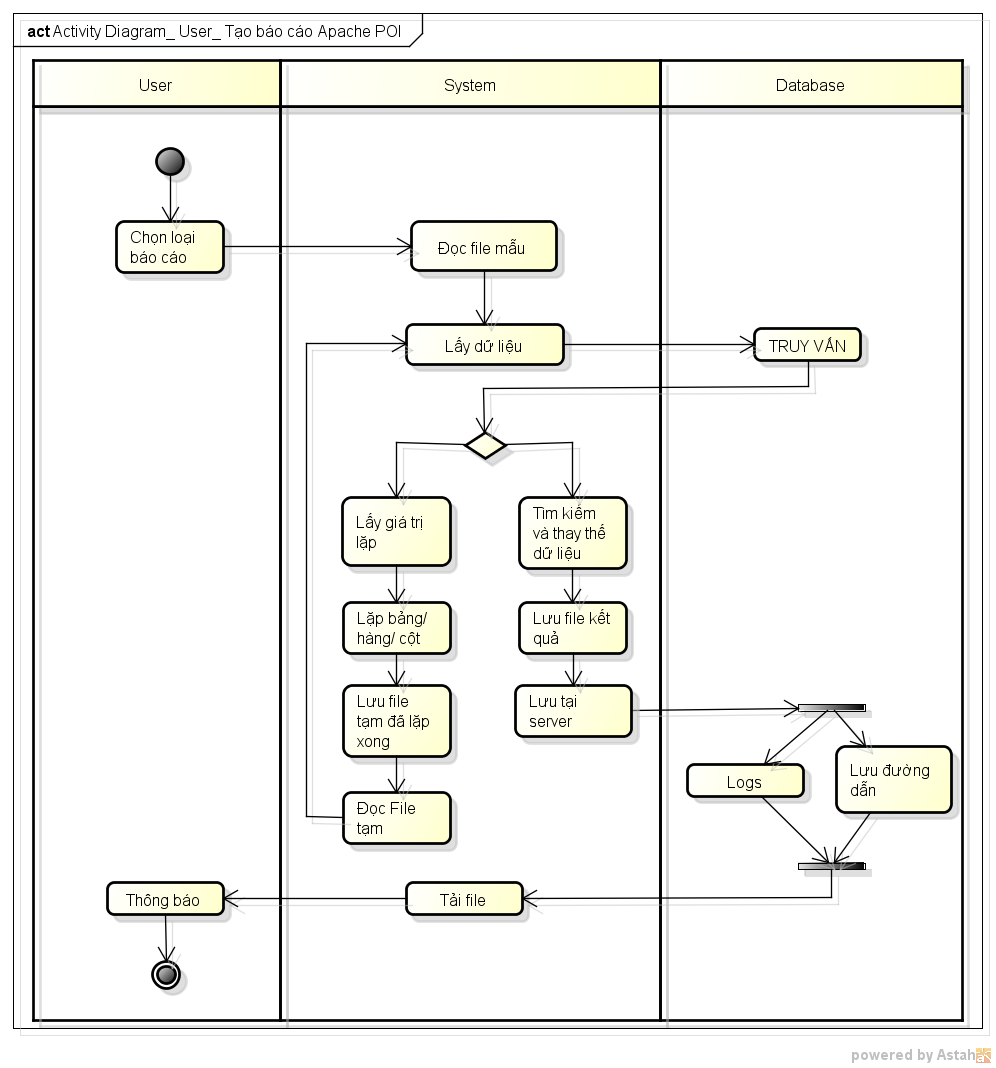 act Activity Diagram_ User_ Tạo báo cáo Apache POI
User
System
Database
Chọn loại
báo cáo
Đọc file mẫu
Lấy dữ liệu
TRUY VẤN
Lấy giá trị
lặp
Tìm kiếm
và thay thế
dữ liệu
Lặp bảng/
hàng/ cột
Lưu file kết
quả
Lưu file
tạm đã lặp
xong
Lưu tại
server
Logs
Lưu đường
dẫn
Đọc File
tạm
Thông báo
Tải file
powered by Astah